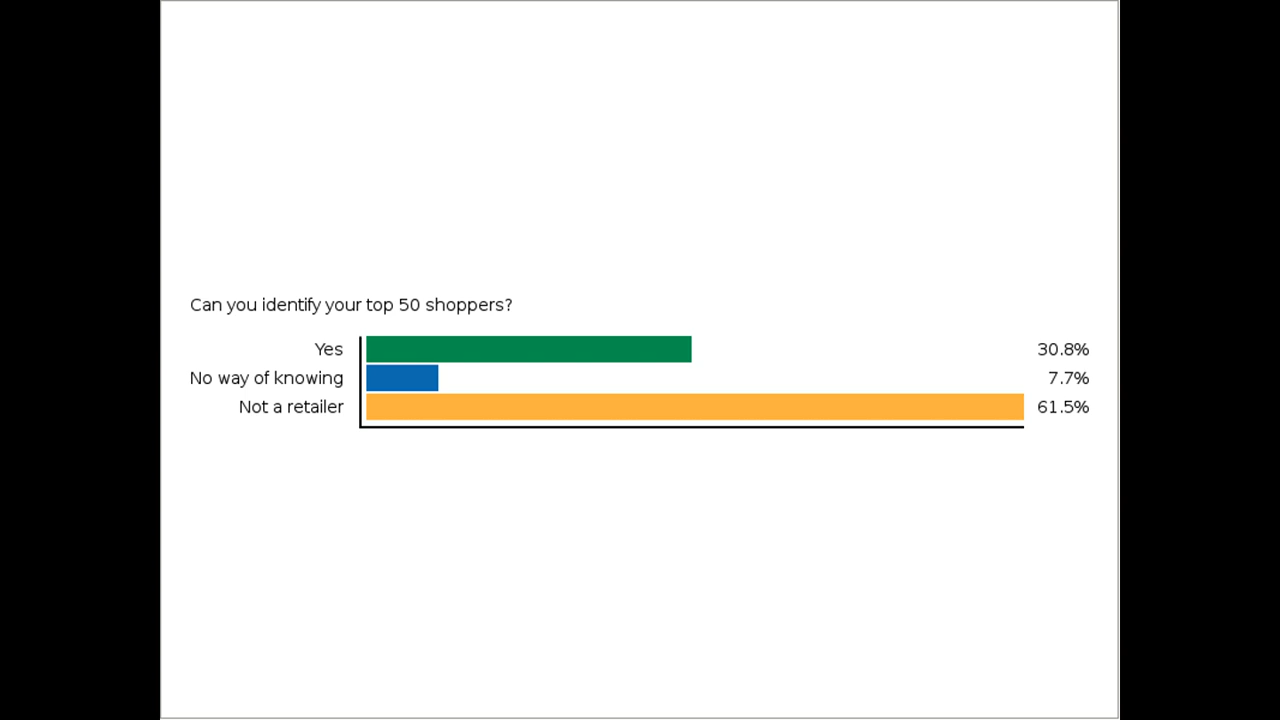 Can you identify your top 50 shoppers?
Yes 30.8%
No way of knowing 7.7%
Not a retailer 61.5%